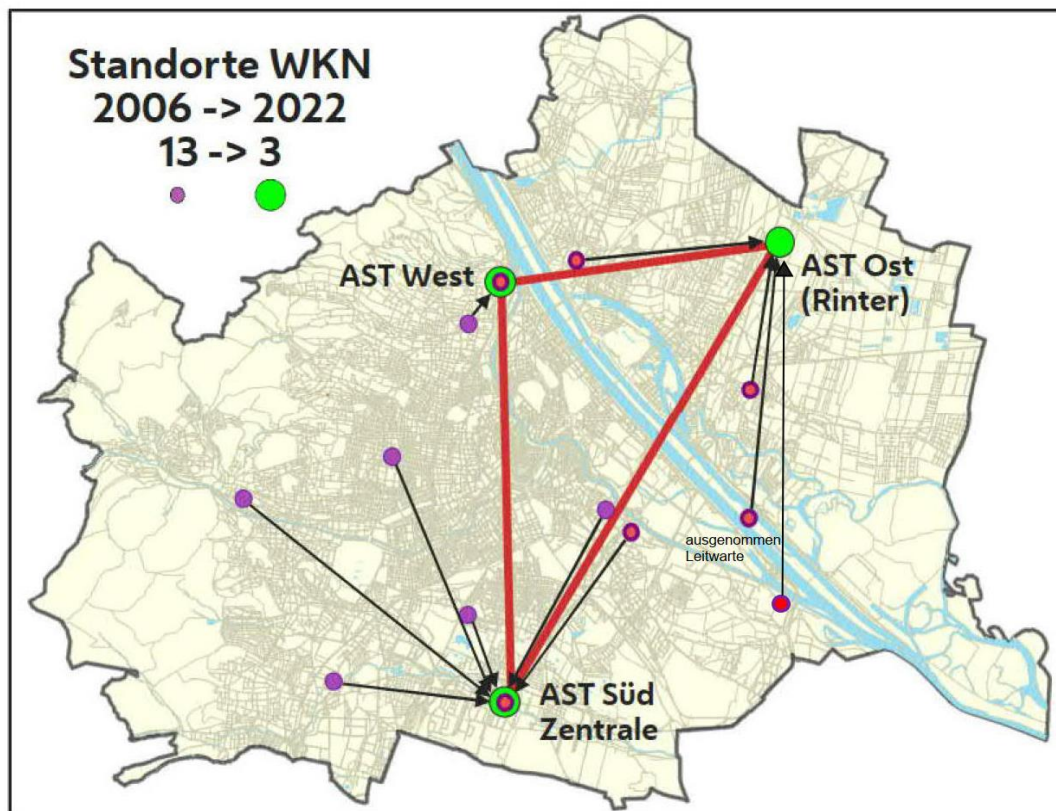 Standorte WKN
2006 -> 2022
13 -> 3
AST West
AST Ost
(Rinter)
ausgenommen
Leitwarte
AST Süd
Zentrale